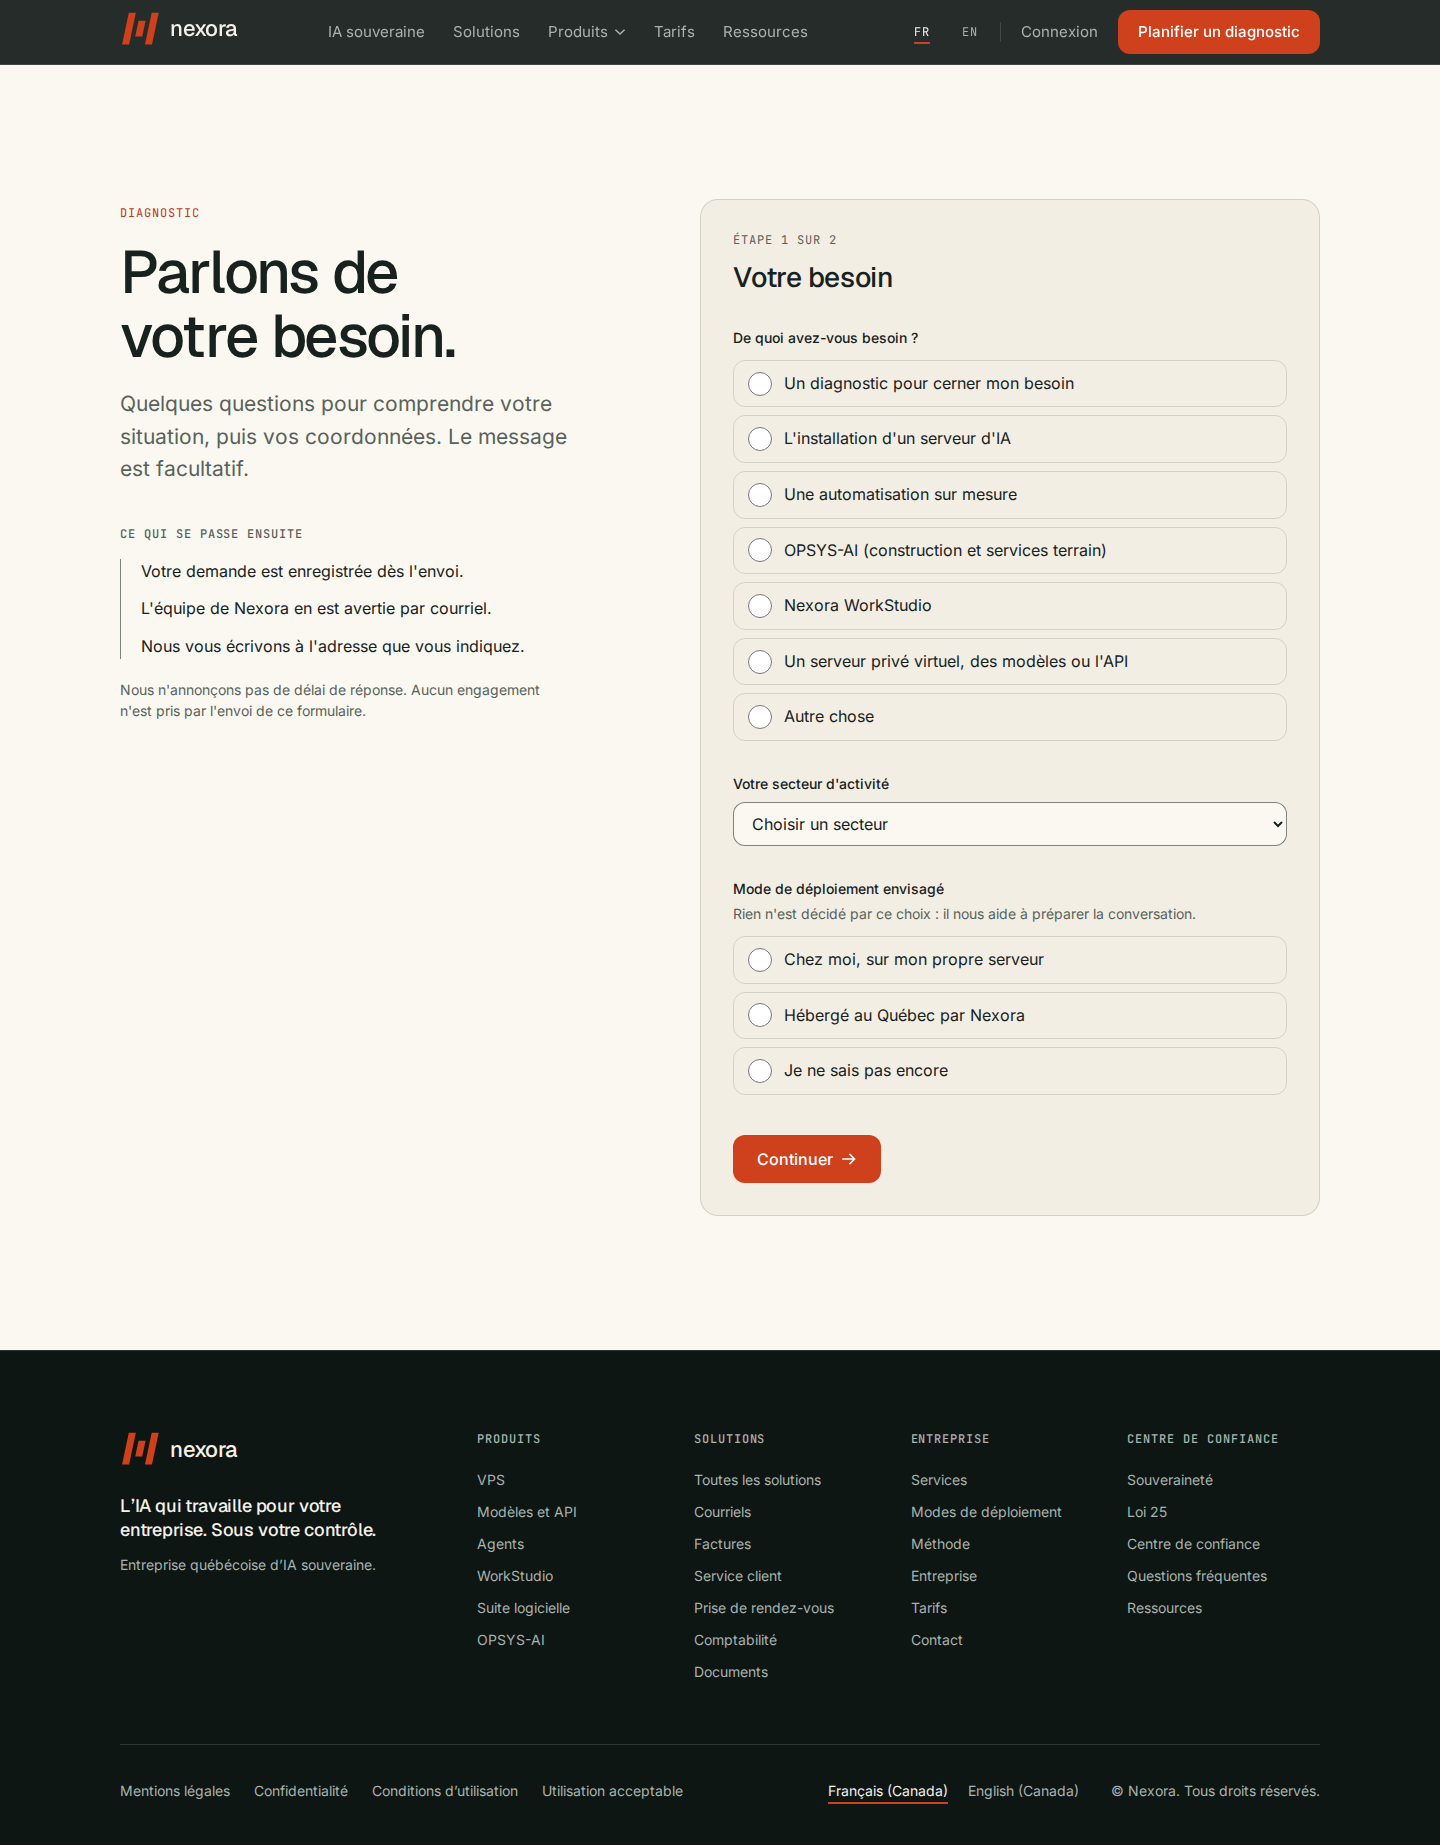 nexora
IA souveraine
Solutions
Produits
Tarifs
Ressources
FR
EN
Connexion
Planifier un diagnostic
DIAGNOSTIC
Parlons de
votre besoin.
Quelques questions pour comprendre votre
situation, puis vos coordonnées. Le message
est facultatif.
CE QUI SE PASSE ENSUITE
Votre demande est enregistrée dès l'envoi.
L'équipe de Nexora en est avertie par courriel.
Nous vous écrivons à l'adresse que vous indiquez.
Nous n'annonçons pas de délai de réponse. Aucun engagement
n'est pris par l'envoi de ce formulaire.
ÉTAPE 1 SUR 2
Votre besoin
De quoi avez-vous besoin ?
Un diagnostic pour cerner mon besoin
L'installation d'un serveur d'IA
Une automatisation sur mesure
OPSYS-AI (construction et services terrain)
Nexora WorkStudio
Un serveur privé virtuel, des modèles ou l'API
Autre chose
Votre secteur d'activité
Choisir un secteur
Mode de déploiement envisagé
Rien n'est décidé par ce choix : il nous aide à préparer la conversation.
Chez moi, sur mon propre serveur
Hébergé au Québec par Nexora
Je ne sais pas encore
Continuer →
nexora
L’IA qui travaille pour votre
entreprise. Sous votre contrôle.
Entreprise québécoise d’IA souveraine.
PRODUITS
VPS
Modèles et API
Agents
WorkStudio
Suite logicielle
OPSYS-AI
SOLUTIONS
Toutes les solutions
Courriels
Factures
Service client
Prise de rendez-vous
Comptabilité
Documents
ENTREPRISE
Services
Modes de déploiement
Méthode
Entreprise
Tarifs
Contact
CENTRE DE CONFIANCE
Souveraineté
Loi 25
Centre de confiance
Questions fréquentes
Ressources
Mentions légales
Confidentialité
Conditions d’utilisation
Utilisation acceptable
Français (Canada)
English (Canada)
© Nexora. Tous droits réservés.